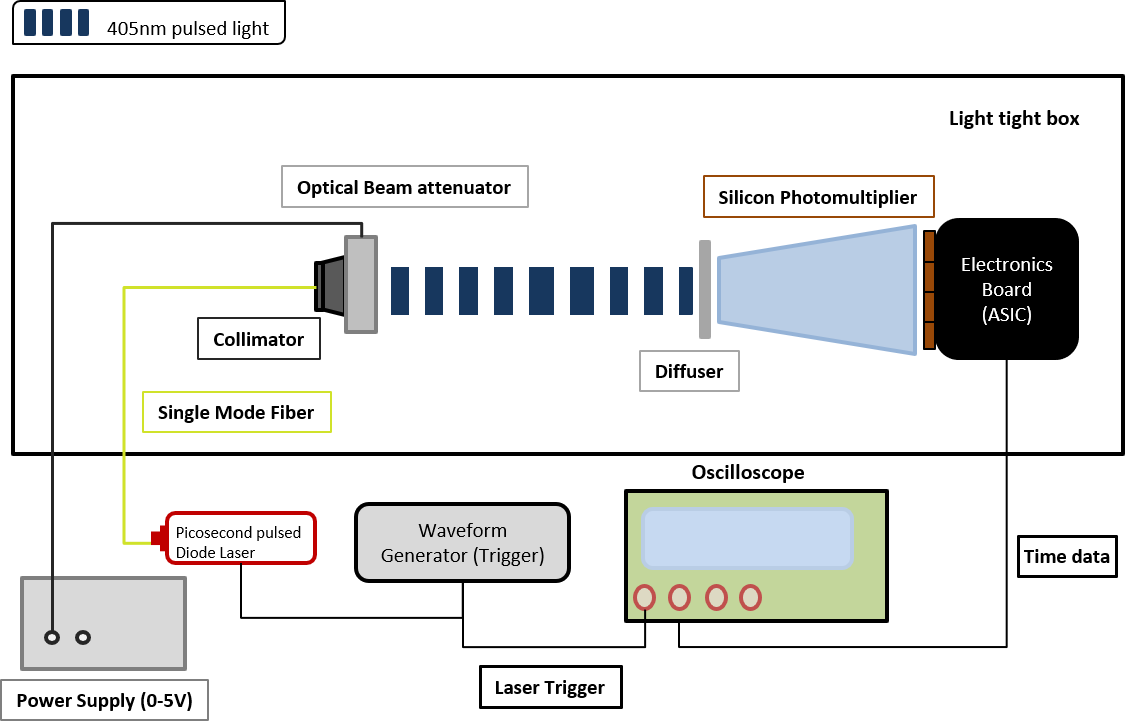 405nm pulsed light
Light tight box
Optical Beam attenuator
Silicon Photomultiplier
Electronics
Board
(ASIC)
Collimator
Diffuser
Single Mode Fiber
Oscilloscope
Picosecond pulsed
Diode Laser
Waveform
Generator (Trigger)
Time data
Laser Trigger
Power Supply (0-5V)